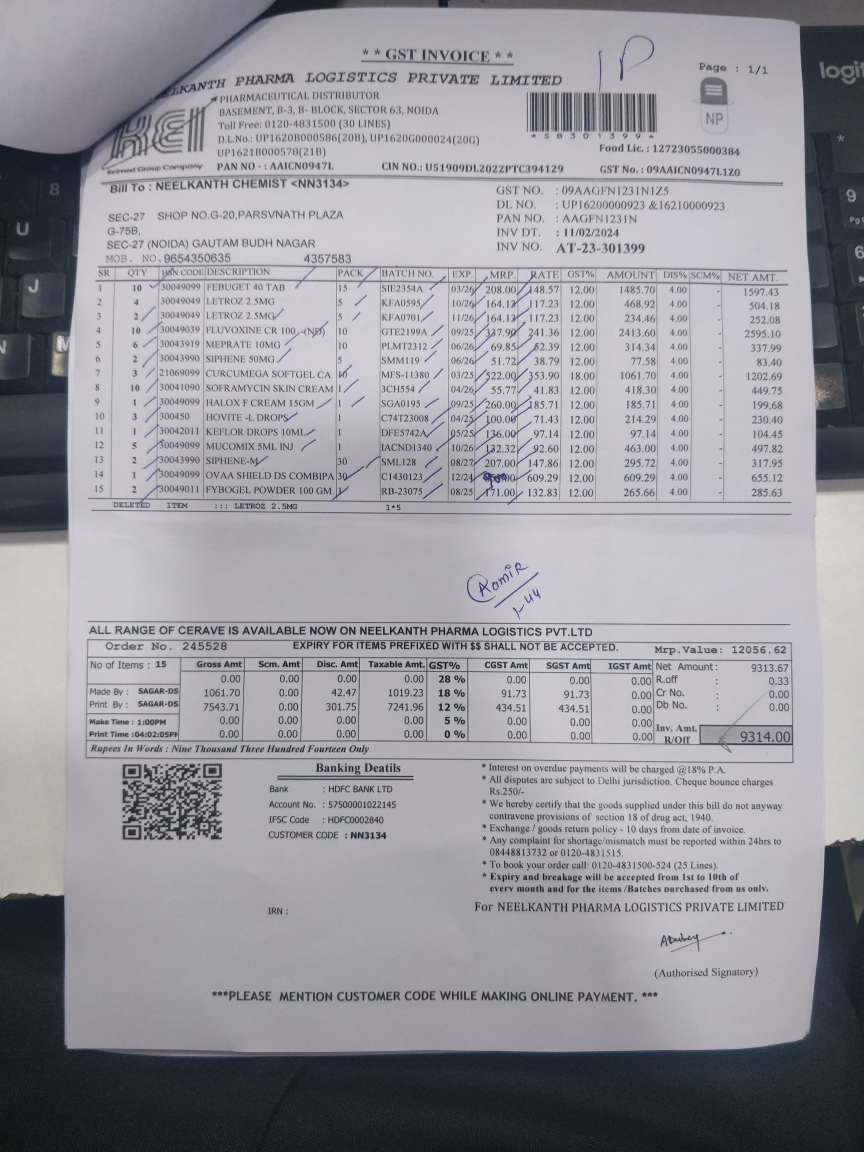 * * GST INVOICE * *
1P
Page : 1/1
logit
ELKANTH PHARMA LOGISTICS PRIVATE LIMITED
PHARMACEUTICAL DISTRIBUTOR
BASEMENT, B-3, B- BLOCK, SECTOR 63, NOIDA
Toll Free: 0120-4831500 (30 LINES)
D.L.No.: UP1620B000586(20B), UP1620G000024(20G)
UP1621B000578(21B)
PAN NO - : AAICN0947L
CIN NO.: U51909DL2022PTC394129
KEI
Keimed Group Company
* 5 8 3 0 1 3 9 9 *
NP
Food Lic. : 12723055000384
GST No. : 09AAICN0947L1Z0
Bill To : NEELKANTH CHEMIST <NN3134>
SEC-27 SHOP NO.G-20,PARSVNATH PLAZA
G-75B,
SEC-27 (NOIDA) GAUTAM BUDH NAGAR
MOB. NO. 9654350635 4357583
GST NO. : 09AAGFN1231N1Z5
DL NO. : UP16200000923 &16210000923
PAN NO. : AAGFN1231N
INV DT. : 11/02/2024
INV NO. AT-23-301399
SR QTY HSN CODE DESCRIPTION PACK BATCH NO. EXP. MRP. RATE GST% AMOUNT DIS% SCM% NET AMT.
1 10 30049099 FEBUGET 40 TAB 15 SIE2354A 03/26 208.00 148.57 12.00 1485.70 4.00 - 1597.43
2 4 30049049 LETROZ 2.5MG 5 KFA0595 10/26 164.12 117.23 12.00 468.92 4.00 - 504.18
3 2 30049049 LETROZ 2.5MG 5 KFA0701 11/26 164.12 117.23 12.00 234.46 4.00 - 252.08
4 10 30049039 FLUVOXINE CR 100 -(ND) 10 GTE2199A 09/25 337.90 241.36 12.00 2413.60 4.00 - 2595.10
5 6 30043919 MEPRATE 10MG 10 PLMT2312 06/26 69.85 52.39 12.00 314.34 4.00 - 337.99
6 2 30043990 SIPHENE 50MG 5 SMM119 06/26 51.72 38.79 12.00 77.58 4.00 - 83.40
7 3 21069099 CURCUMEGA SOFTGEL CA 10 MFS-11380 03/25 522.00 353.90 18.00 1061.70 4.00 - 1202.69
8 10 30041090 SOFRAMYCIN SKIN CREAM 1 3CH554 04/26 55.77 41.83 12.00 418.30 4.00 - 449.75
9 1 30049099 HALOX F CREAM 15GM 1 SGA0195 09/25 260.00 185.71 12.00 185.71 4.00 - 199.68
10 3 300450 HOVITE -L DROPS 1 C74T23008 04/25 100.00 71.43 12.00 214.29 4.00 - 230.40
11 1 30042011 KEFLOR DROPS 10ML 1 DFE5742A 05/25 136.00 97.14 12.00 97.14 4.00 - 104.45
12 5 30049099 MUCOMIX 5ML INJ 1 IACND1340 10/26 132.32 92.60 12.00 463.00 4.00 - 497.82
13 2 30043990 SIPHENE-M 30 SML128 08/27 207.00 147.86 12.00 295.72 4.00 - 317.95
14 1 30049099 OVAA SHIELD DS COMBIPA 30 C1430123 12/24 609.29 12.00 609.29 4.00 - 655.12
15 2 30049011 FYBOGEL POWDER 100 GM. 1 RB-23075 08/25 171.00 132.83 12.00 265.66 4.00 - 285.63
DELETED ITEM ::: LETROZ 2.5MG 1*5
Aamir
1-44
ALL RANGE OF CERAVE IS AVAILABLE NOW ON NEELKANTH PHARMA LOGISTICS PVT.LTD
Order No. 245528 EXPIRY FOR ITEMS PREFIXED WITH $$ SHALL NOT BE ACCEPTED. Mrp.Value: 12056.62
No of Items : 15 Gross Amt Scm. Amt Disc. Amt Taxable Amt. GST% CGST Amt SGST Amt IGST Amt Net Amount : 9313.67
0.00 0.00 0.00 0.00 28 % 0.00 0.00 0.00 R.off : 0.33
Made By : SAGAR-DS 1061.70 0.00 42.47 1019.23 18 % 91.73 91.73 0.00 Cr No. : 0.00
Print By : SAGAR-DS 7543.71 0.00 301.75 7241.96 12 % 434.51 434.51 0.00 Db No. : 0.00
Make Time : 1:00PM 0.00 0.00 0.00 0.00 5 % 0.00 0.00 0.00 Inv. Amt.
Print Time :04:02:05PM 0.00 0.00 0.00 0.00 0 % 0.00 0.00 0.00 R/Off 9314.00
Rupees In Words : Nine Thousand Three Hundred Fourteen Only
Banking Deatils
Bank : HDFC BANK LTD
Account No. : 57500001022145
IFSC Code : HDFC0002840
CUSTOMER CODE : NN3134
* Interest on overdue payments will be charged @18% P.A.
* All disputes are subject to Delhi jurisdiction. Cheque bounce charges
Rs.250/-
* We hereby certify that the goods supplied under this bill do not anyway
contravene provisions of section 18 of drug act, 1940.
* Exchange / goods return policy - 10 days from date of invoice.
* Any complaint for shortage/mismatch must be reported within 24hrs to
08448813732 or 0120-4831515.
* To book your order call: 0120-4831500-524 (25 Lines).
* Expiry and breakage will be accepted from 1st to 10th of
every month and for the items /Batches purchased from us only.
IRN :
For NEELKANTH PHARMA LOGISTICS PRIVATE LIMITED
(Authorised Signatory)
***PLEASE MENTION CUSTOMER CODE WHILE MAKING ONLINE PAYMENT. ***